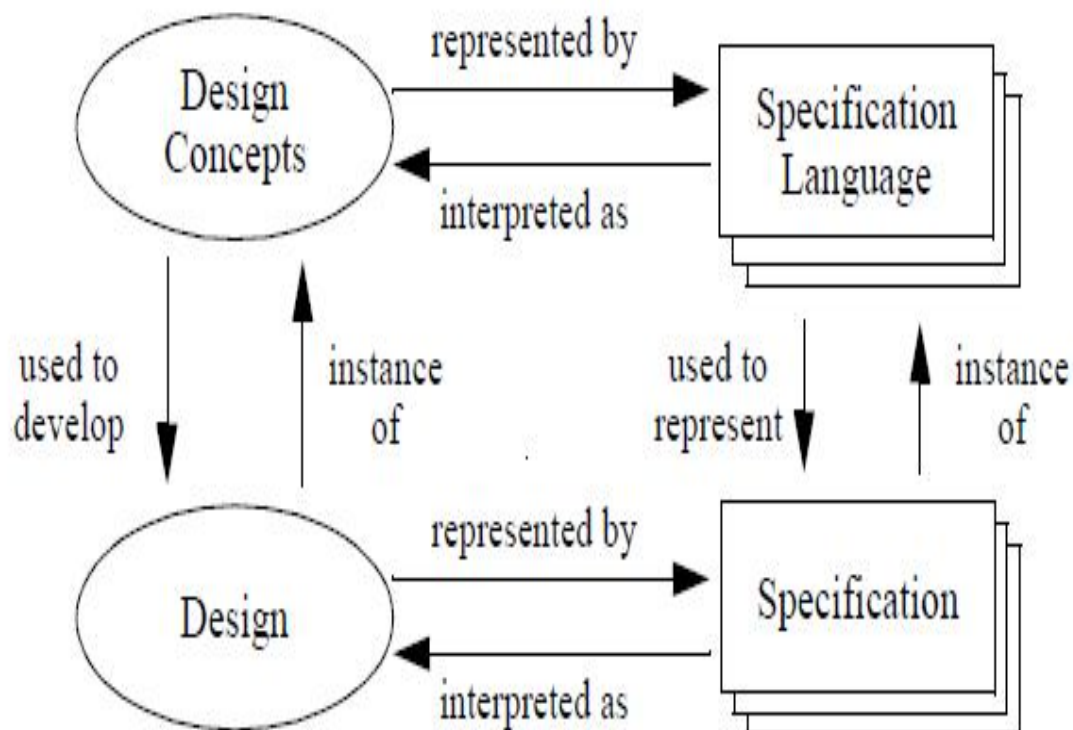 represented by
Design
Concepts
Specification
Language
interpreted as
used to
develop
instance
of
used to
represent
instance
of
represented by
Design
Specification
interpreted as